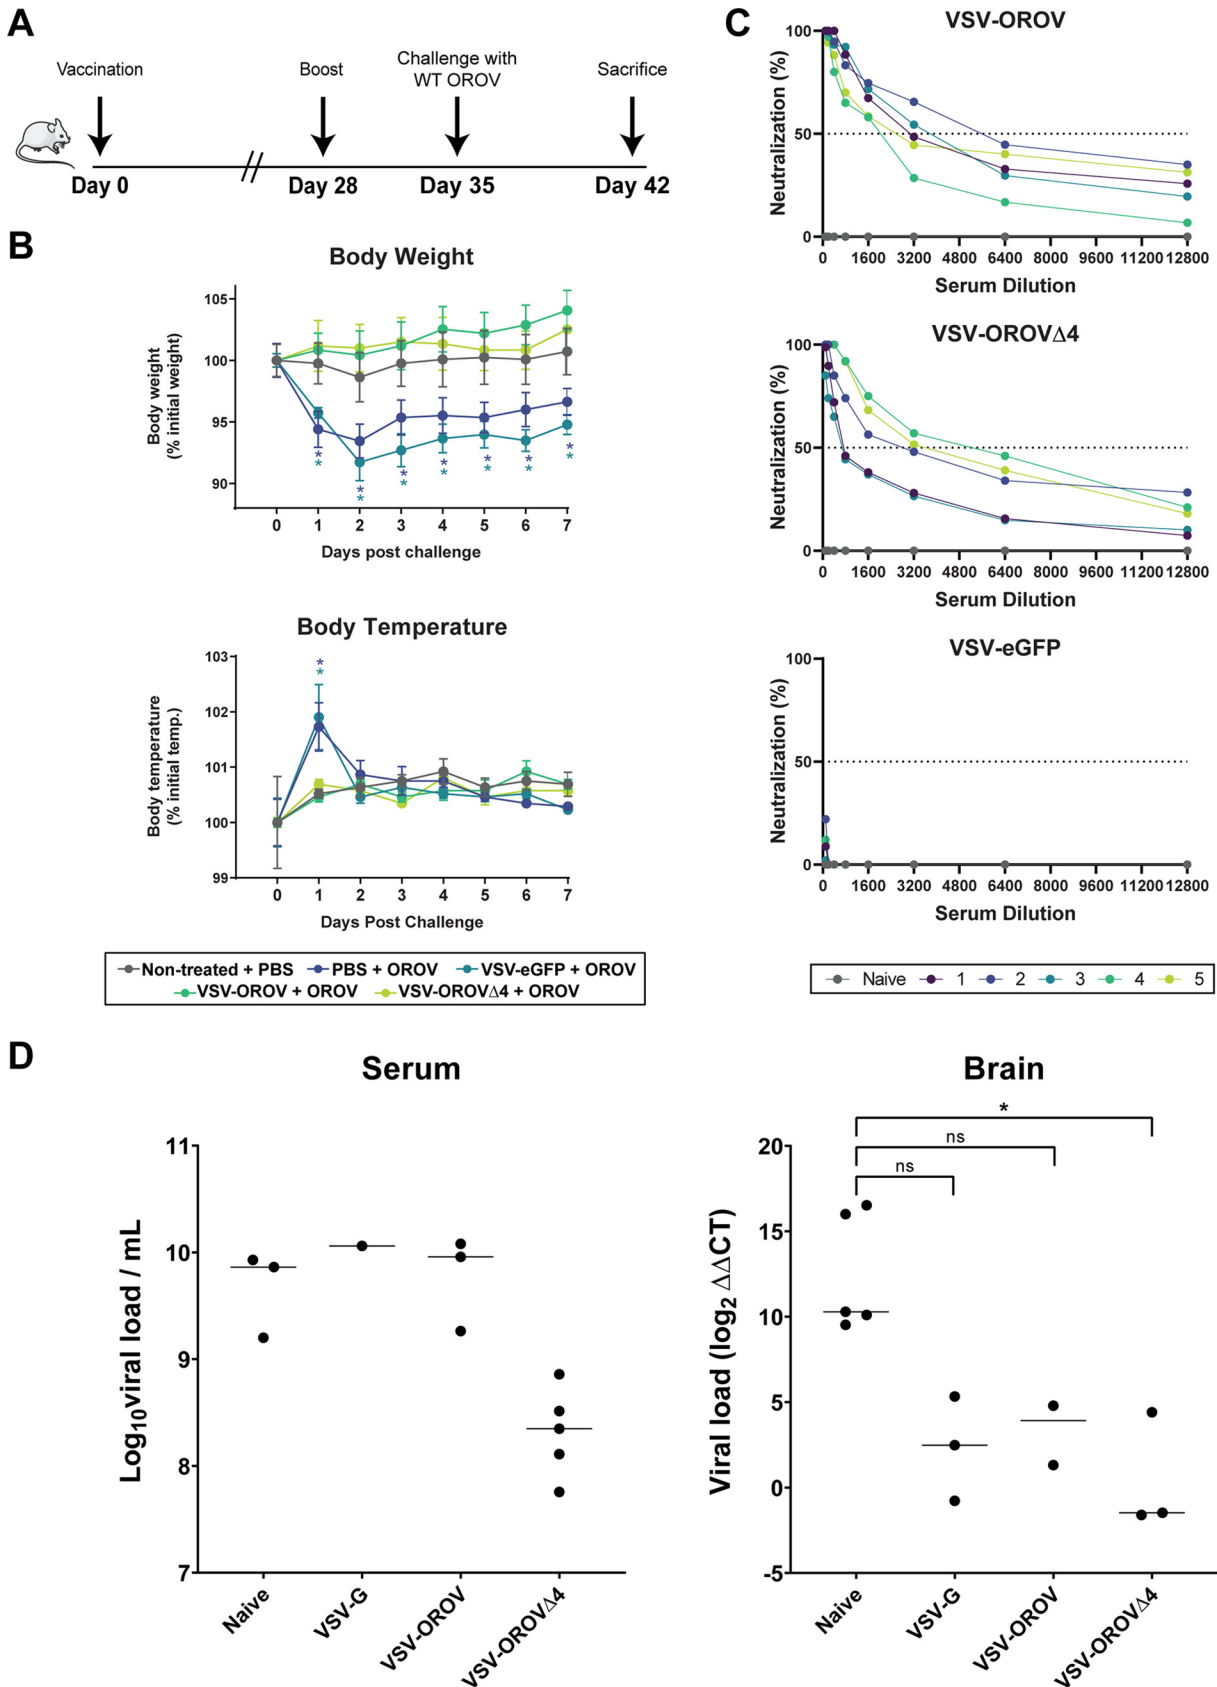 A
Vaccination
Boost
Challenge with
WT OROV
Sacrifice
Day 0
Day 28
Day 35
Day 42
B
Body Weight
Body weight
(% initial weight)
105
100
95
90
* * * * * * *
* * * * * * *
0 1 2 3 4 5 6 7
Days post challenge
Body Temperature
Body temperature
(% initial temp.)
103
102
101
100
99
*
*
0 1 2 3 4 5 6 7
Days Post Challenge
Non-treated + PBS
PBS + OROV
VSV-eGFP + OROV
VSV-OROV + OROV
VSV-OROVΔ4 + OROV
C
VSV-OROV
Neutralization (%)
100
50
0
0 1600 3200 4800 6400 8000 9600 11200 12800
Serum Dilution
VSV-OROVΔ4
Neutralization (%)
100
50
0
0 1600 3200 4800 6400 8000 9600 11200 12800
Serum Dilution
VSV-eGFP
Neutralization (%)
100
50
0
0 1600 3200 4800 6400 8000 9600 11200 12800
Serum Dilution
Naive 1 2 3 4 5
D
Serum
Log10viral load / mL
11
10
9
8
7
Naive
VSV-G
VSV-OROV
VSV-OROVΔ4
Brain
Viral load (log2 ΔΔCT)
*
ns
ns
20
15
10
5
0
-5
Naive
VSV-G
VSV-OROV
VSV-OROVΔ4